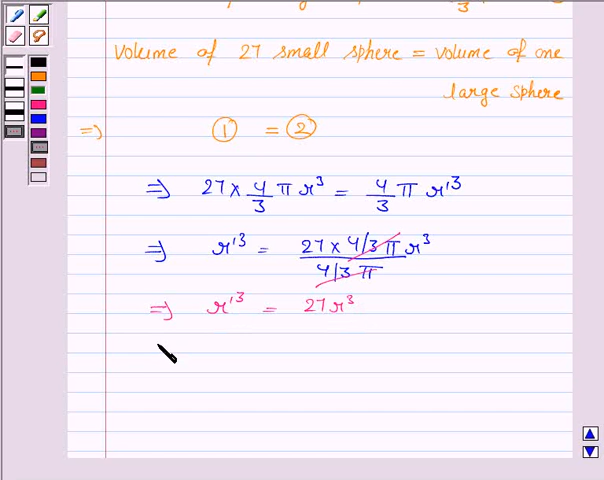 3
volume of 27 small sphere = volume of one
large sphere
=> ① = ②
=> 27 × 4/3 π r³ = 4/3 π r'³
=> r'³ = 27 × 4/3 π r³ / 4/3 π
=> r'³ = 27r³